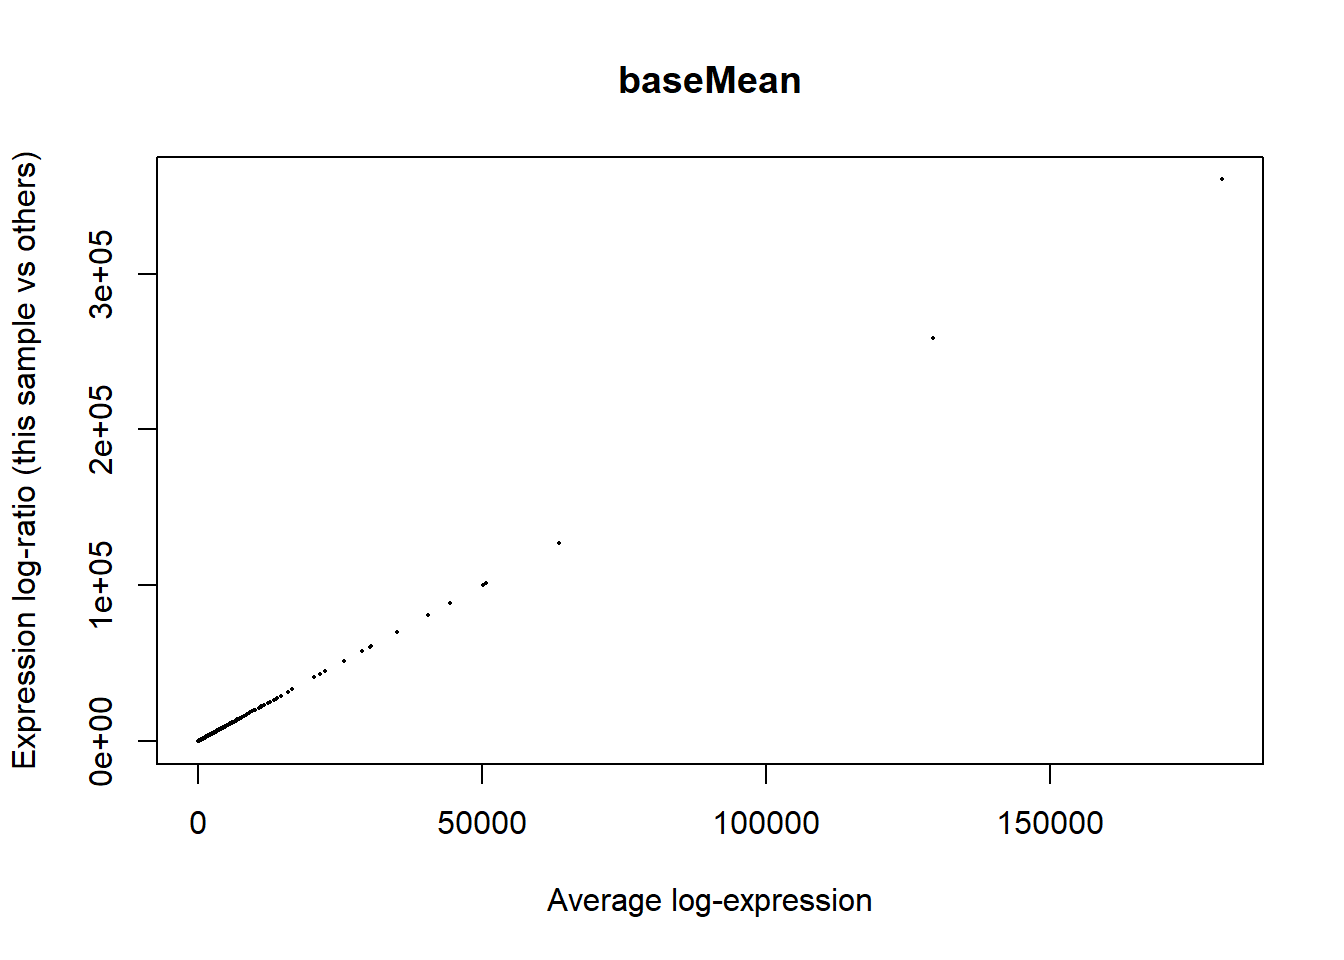 baseMean
Expression log-ratio (this sample vs others)
3e+05
2e+05
1e+05
0e+00
0
50000
100000
150000
Average log-expression